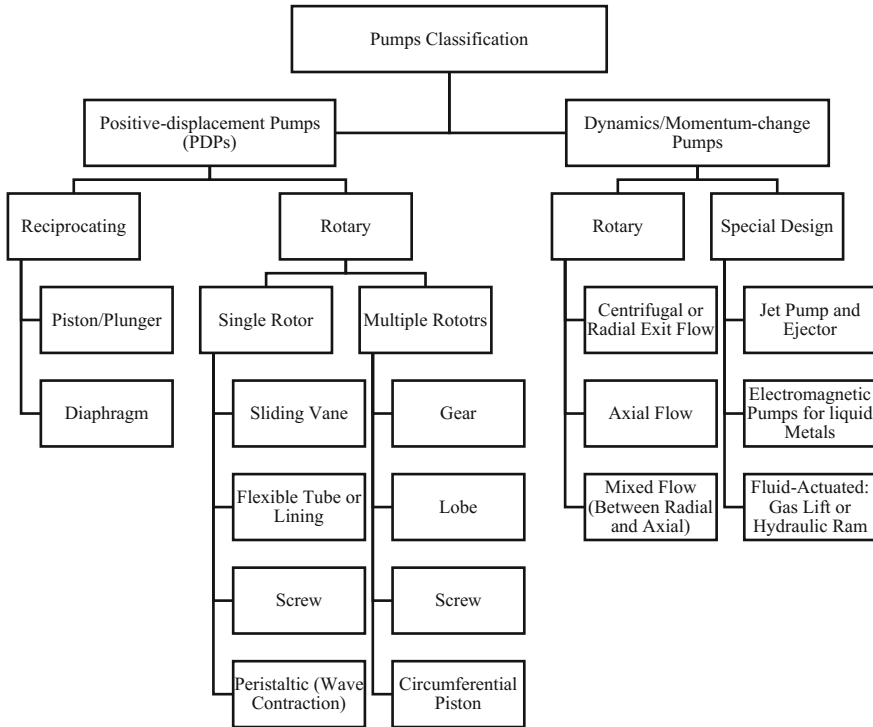 Pumps Classification
Positive-displacement Pumps
(PDPs)
Dynamics/Momentum-change
Pumps
Reciprocating
Rotary
Rotary
Special Design
Piston/Plunger
Single Rotor
Multiple Rototrs
Centrifugal or
Radial Exit Flow
Jet Pump and
Ejector
Diaphragm
Sliding Vane
Gear
Axial Flow
Electromagnetic
Pumps for liquid
Metals
Flexible Tube or
Lining
Lobe
Mixed Flow
(Between Radial
and Axial)
Fluid-Actuated:
Gas Lift or
Hydraulic Ram
Screw
Screw
Peristaltic (Wave
Contraction)
Circumferential
Piston